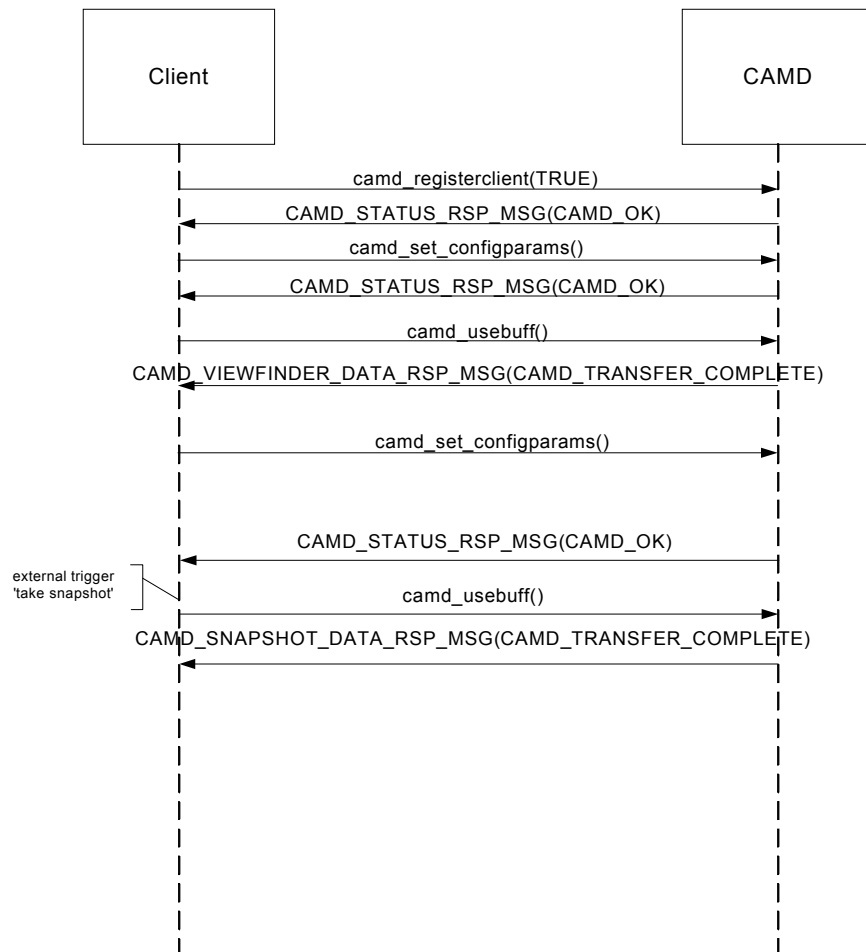 Client
CAMD
camd_registerclient(TRUE)
CAMD_STATUS_RSP_MSG(CAMD_OK)
camd_set_configparams()
CAMD_STATUS_RSP_MSG(CAMD_OK)
camd_usebuff()
CAMD_VIEWFINDER_DATA_RSP_MSG(CAMD_TRANSFER_COMPLETE)
camd_set_configparams()
CAMD_STATUS_RSP_MSG(CAMD_OK)
external trigger
'take snapshot'
camd_usebuff()
CAMD_SNAPSHOT_DATA_RSP_MSG(CAMD_TRANSFER_COMPLETE)